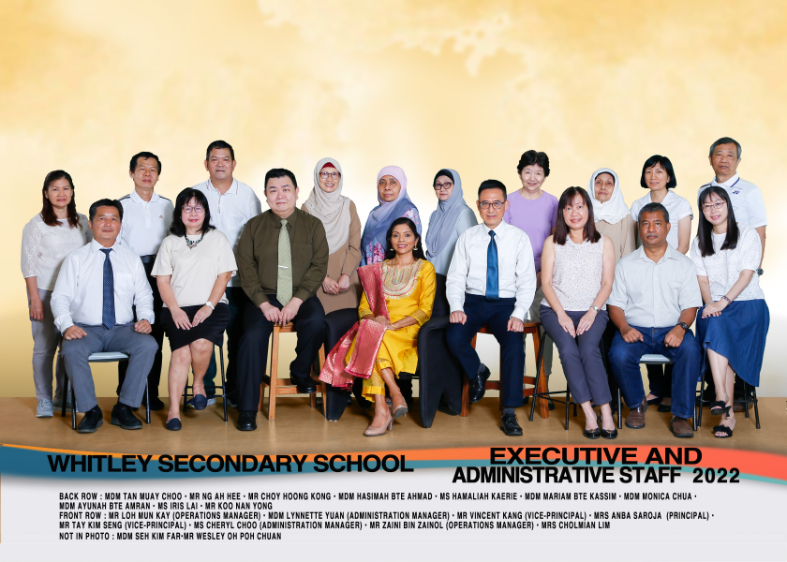 WHITLEY SECONDARY SCHOOL
EXECUTIVE AND
ADMINISTRATIVE STAFF 2022
BACK ROW : MDM TAN MUAY CHOO • MR NG AH HEE • MR CHOY HOONG KONG • MDM HASIMAH BTE AHMAD • MS HAMALIAH KAERIE • MDM MARIAM BTE KASSIM • MDM MONICA CHUA •
MDM AYUNAH BTE AMRAN • MS IRIS LAI • MR KOO NAN YONG
FRONT ROW : MR LOH MUN KAY (OPERATIONS MANAGER) • MDM LYNNETTE YUAN (ADMINISTRATION MANAGER) • MR VINCENT KANG (VICE-PRINCIPAL) • MRS ANBA SAROJA (PRINCIPAL) •
MR TAY KIM SENG (VICE-PRINCIPAL) • MS CHERYL CHOO (ADMINISTRATION MANAGER) • MR ZAINI BIN ZAINOL (OPERATIONS MANAGER) • MRS CHOLMIAN LIM
NOT IN PHOTO : MDM SEH KIM FAR•MR WESLEY OH POH CHUAN